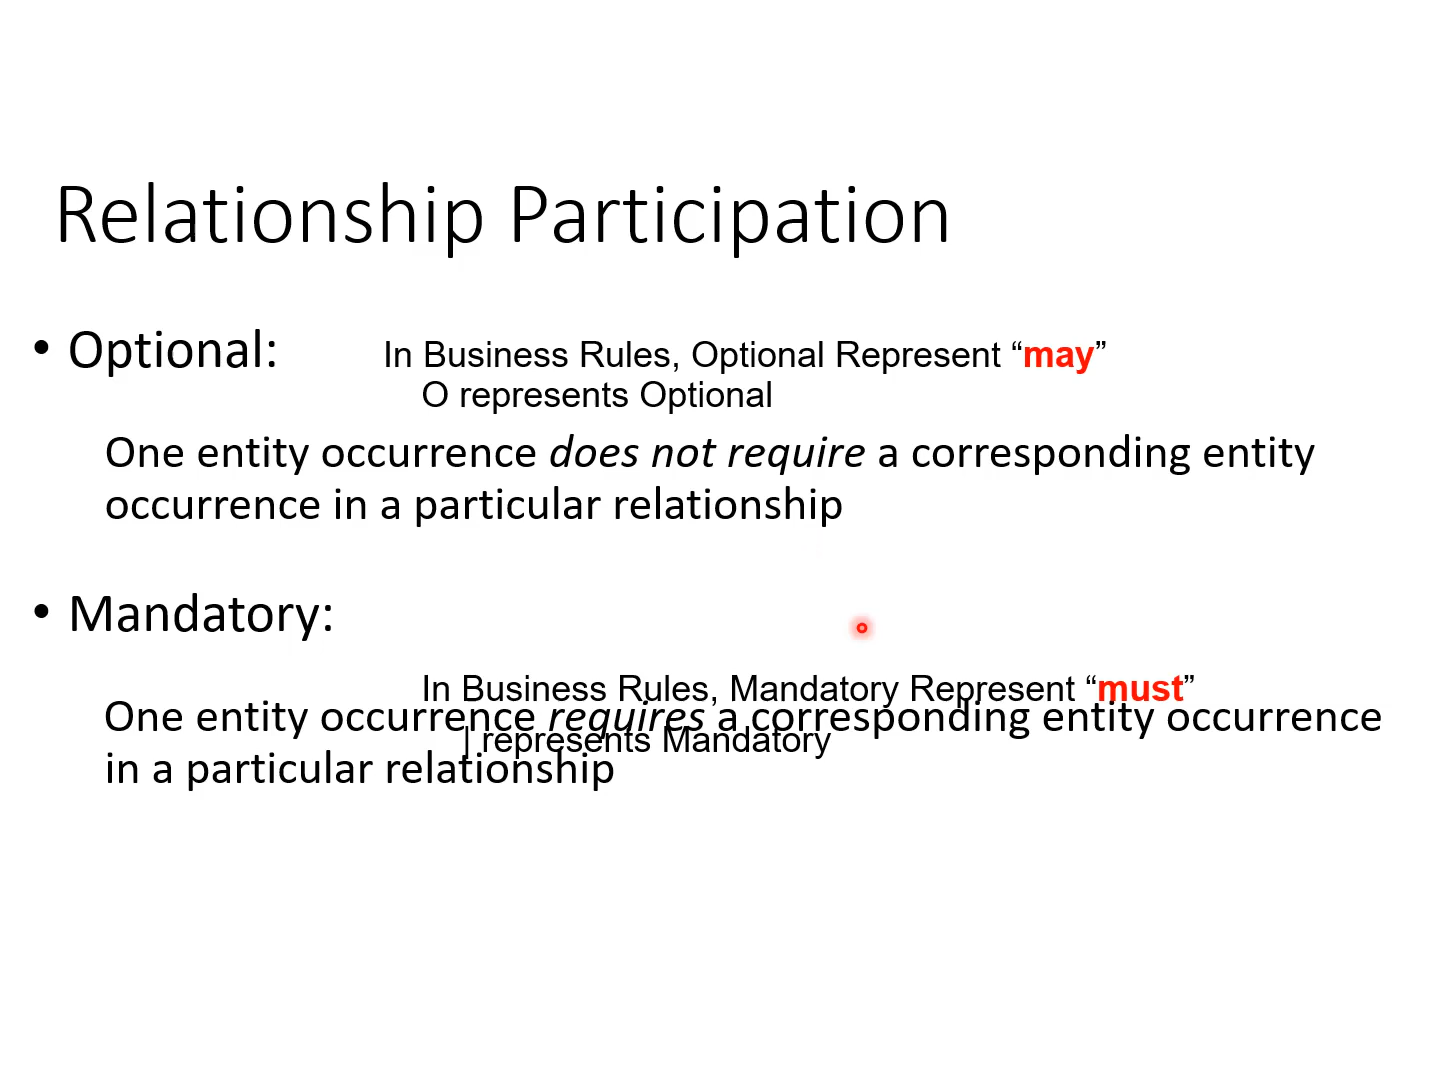 Relationship Participation
• Optional:
In Business Rules, Optional Represent “may”
O represents Optional
One entity occurrence does not require a corresponding entity
occurrence in a particular relationship
• Mandatory:
In Business Rules, Mandatory Represent “must”
One entity occurrence requires a corresponding entity occurrence
| represents Mandatory
in a particular relationship